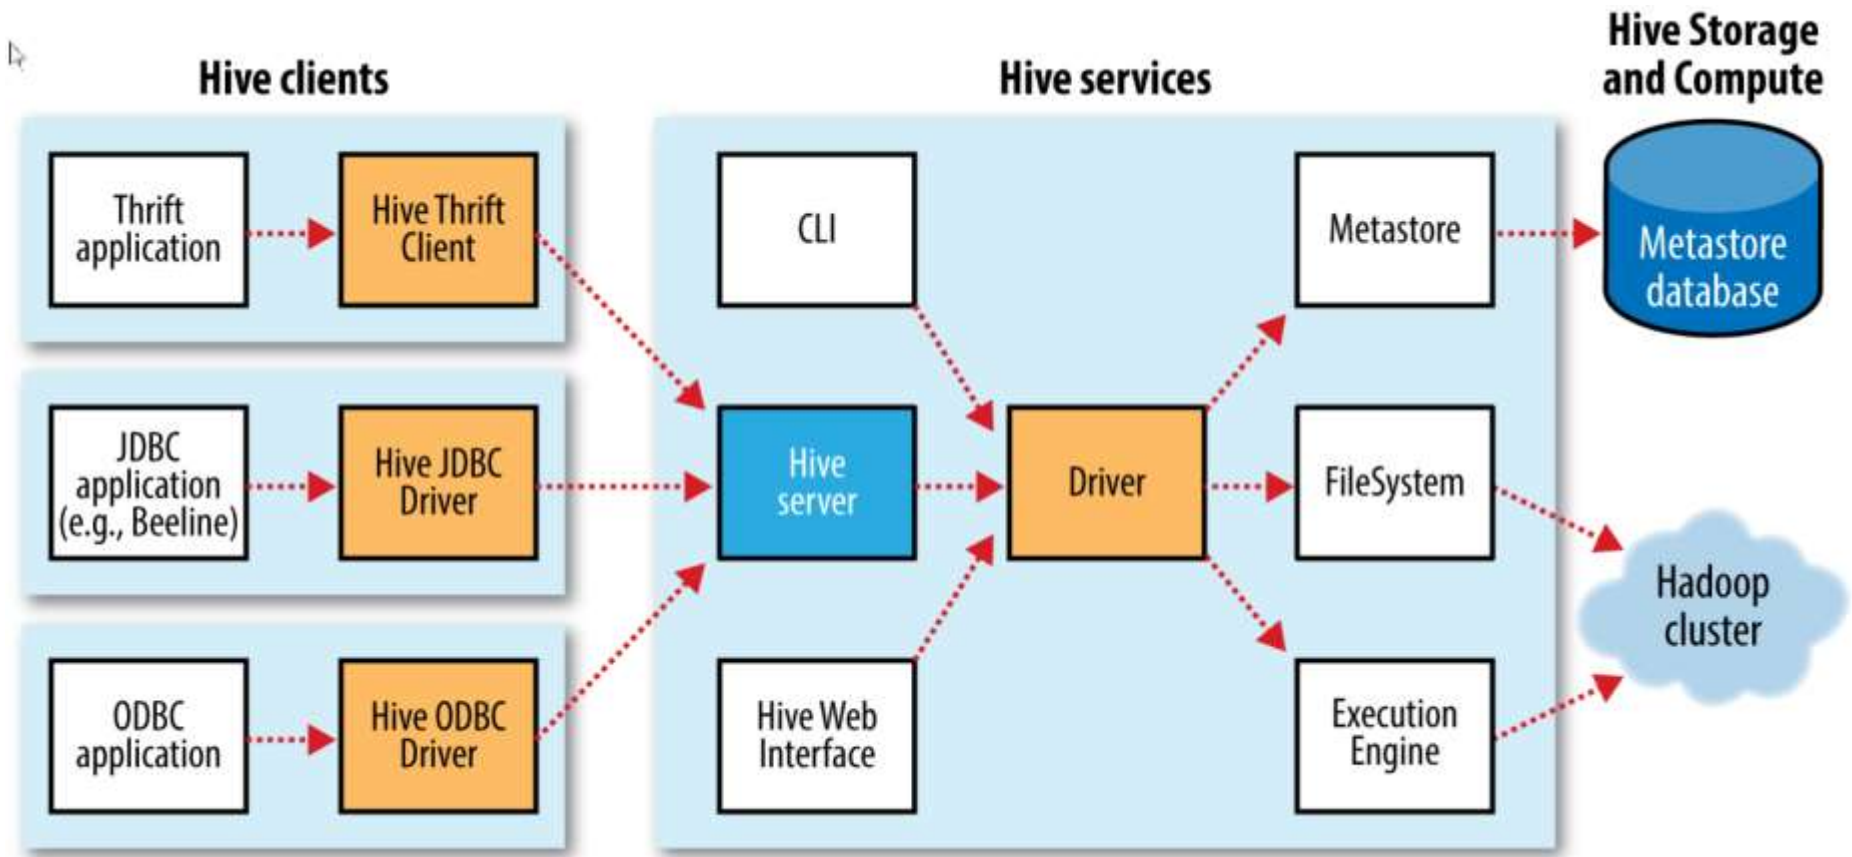 Hive clients
Hive services
Hive Storage
and Compute
Thrift
application
Hive Thrift
Client
JDBC
application
(e.g., Beeline)
Hive JDBC
Driver
ODBC
application
Hive ODBC
Driver
CLI
Hive
server
Hive Web
Interface
Driver
Metastore
FileSystem
Execution
Engine
Metastore
database
Hadoop
cluster